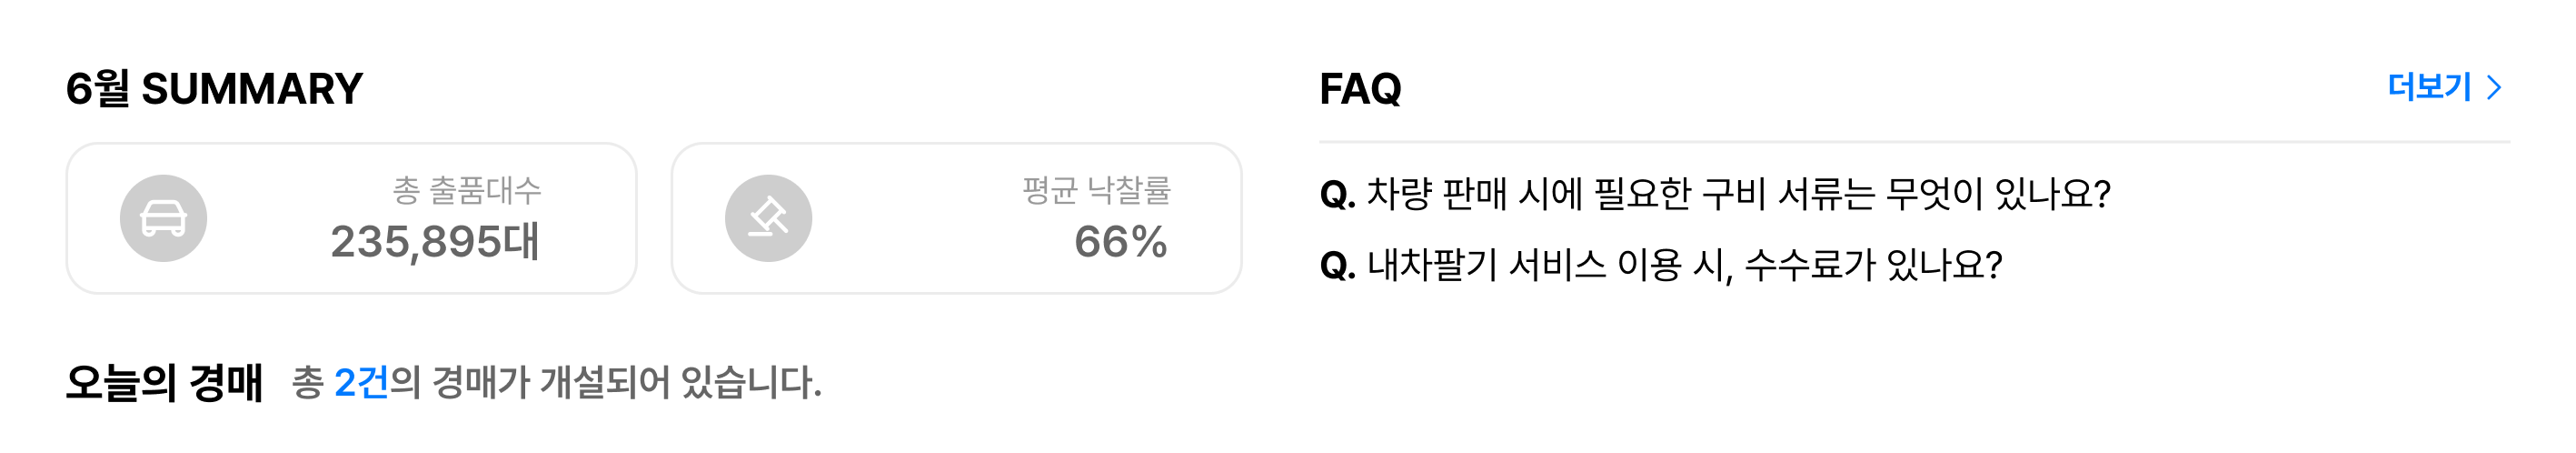 6월 SUMMARY
총 출품대수
235,895대
평균 낙찰률
66%
FAQ
더보기
Q. 차량 판매 시에 필요한 구비 서류는 무엇이 있나요?
Q. 내차팔기 서비스 이용 시, 수수료가 있나요?
오늘의 경매 총 2건의 경매가 개설되어 있습니다.